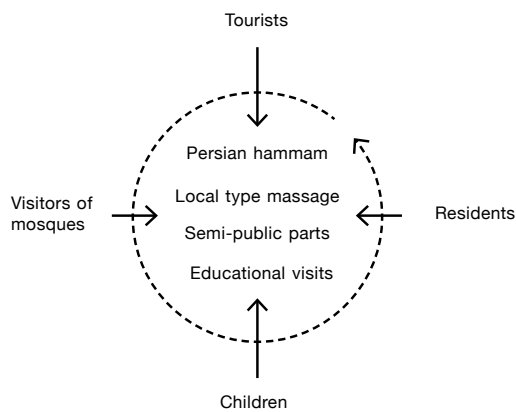 Tourists
Persian hammam
Local type massage
Visitors of
mosques
Residents
Semi-public parts
Educational visits
Children